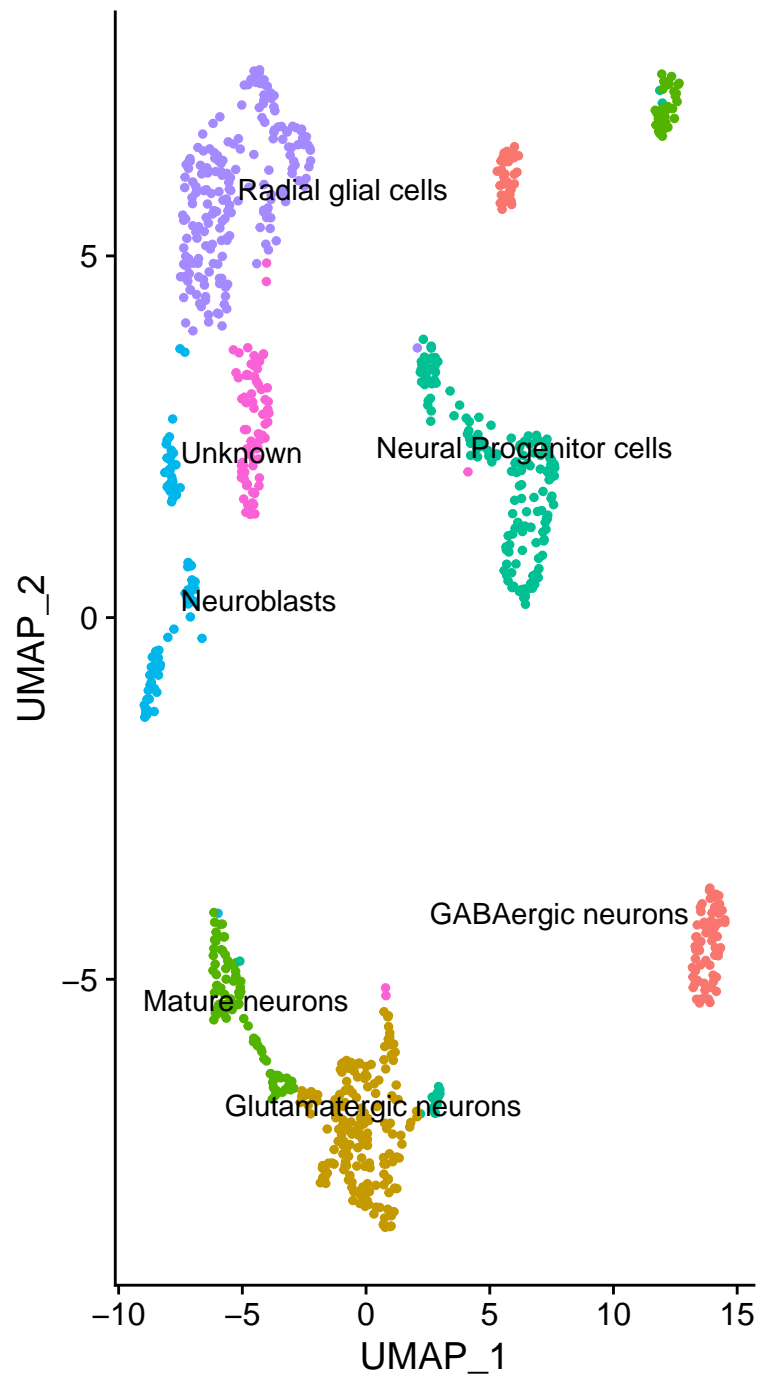 Radial glial cells
5
Unknown
Neural Progenitor cells
Neuroblasts
0
UMAP_2
GABAergic neurons
−5
Mature neurons
Glutamatergic neurons
−10 −5 0 5 10 15
UMAP_1